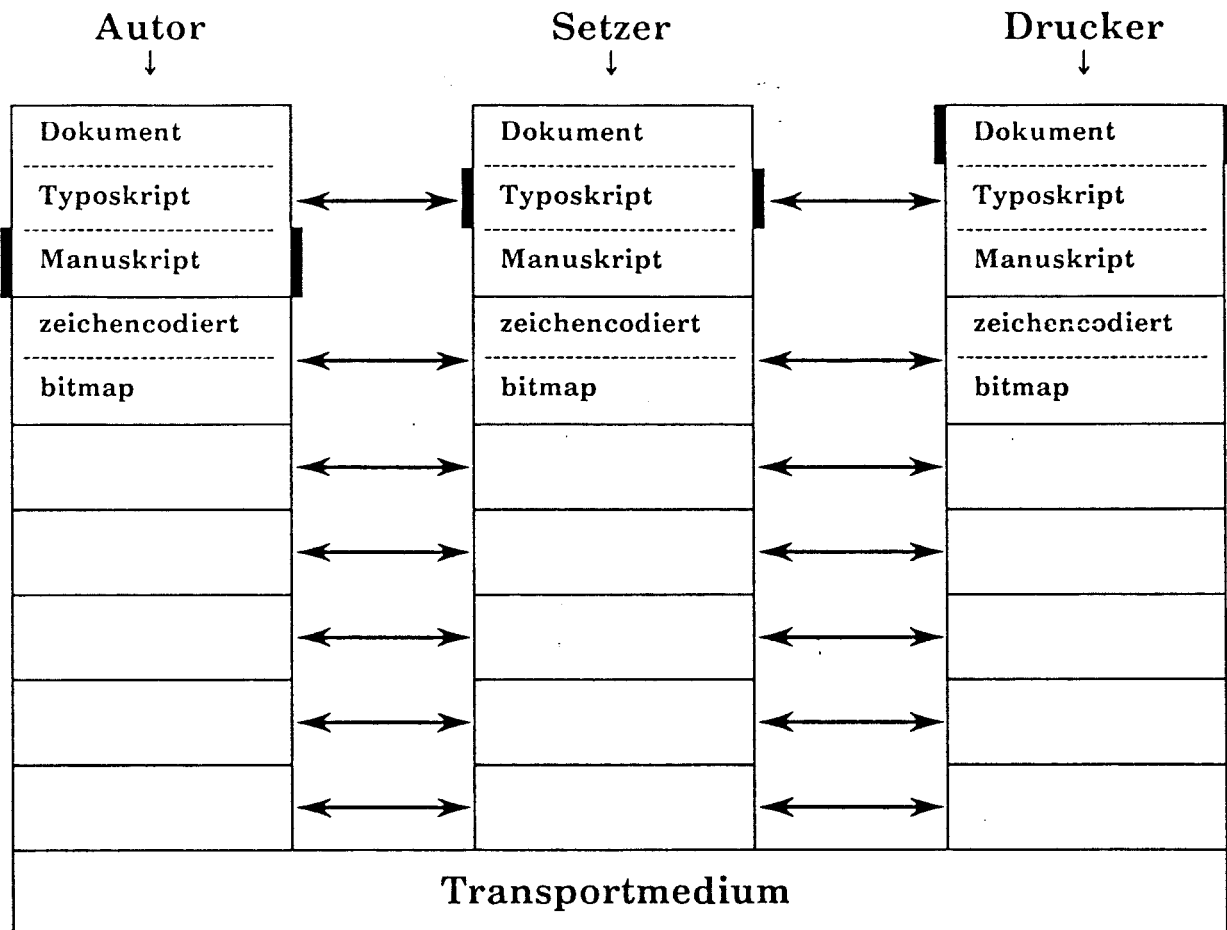 Autor Setzer Drucker
Dokument Dokument Dokument
Typoskript Typoskript Typoskript
Manuskript Manuskript Manuskript
zeichencodiert zeichencodiert zeichencodiert
bitmap bitmap bitmap
Transportmedium